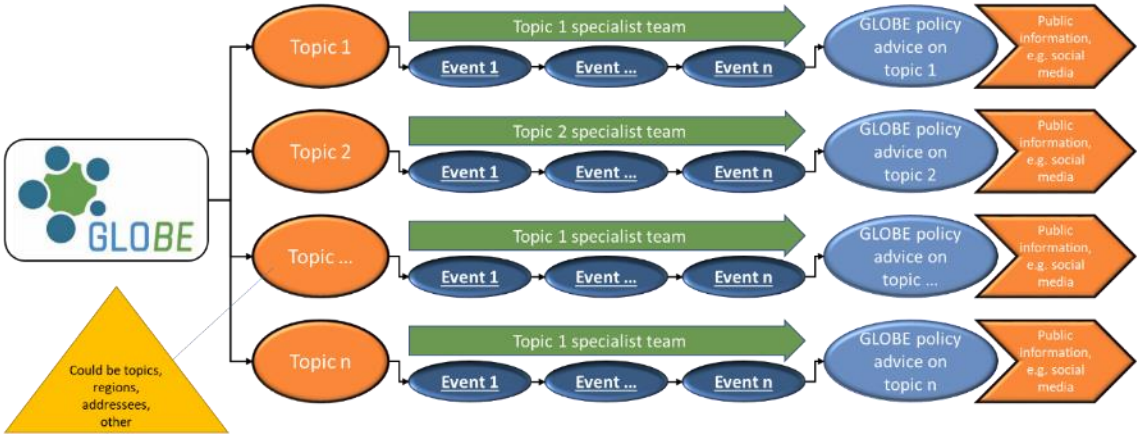 Topic 1 specialist team
Topic 1
Event 1
Event ...
Event n
GLOBE policy
advice on
topic 1
Public
information,
e.g. social
media
Topic 2 specialist team
Topic 2
Event 1
Event ...
Event n
GLOBE policy
advice on
topic 2
Public
information,
e.g. social
media
GLOBE
Topic 1 specialist team
Topic ...
Event 1
Event ...
Event n
GLOBE policy
advice on
topic ...
Public
information,
e.g. social
media
Topic 1 specialist team
Topic n
Event 1
Event ...
Event n
GLOBE policy
advice on
topic n
Public
information,
e.g. social
media
Could be topics,
regions,
addressees,
other